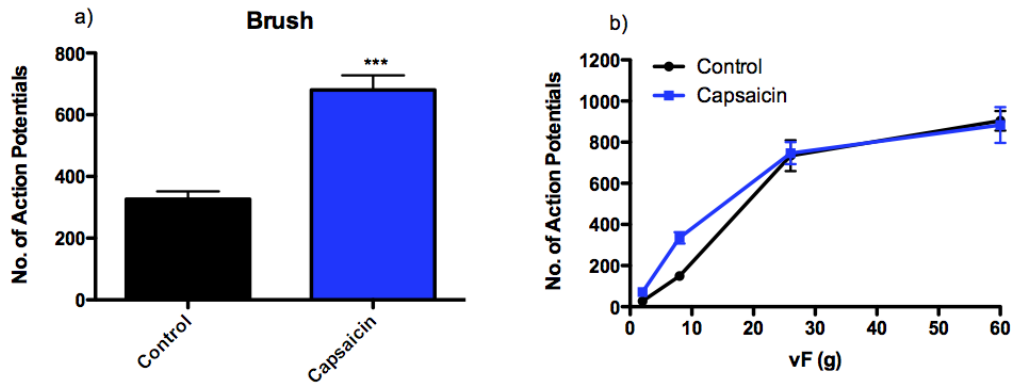 a)
Brush
No. of Action Potentials
800
600
400
200
0
***
Control
Capsaicin
b)
No. of Action Potentials
1200
1000
800
600
400
200
0
Control
Capsaicin
0 10 20 30 40 50 60
vF (g)